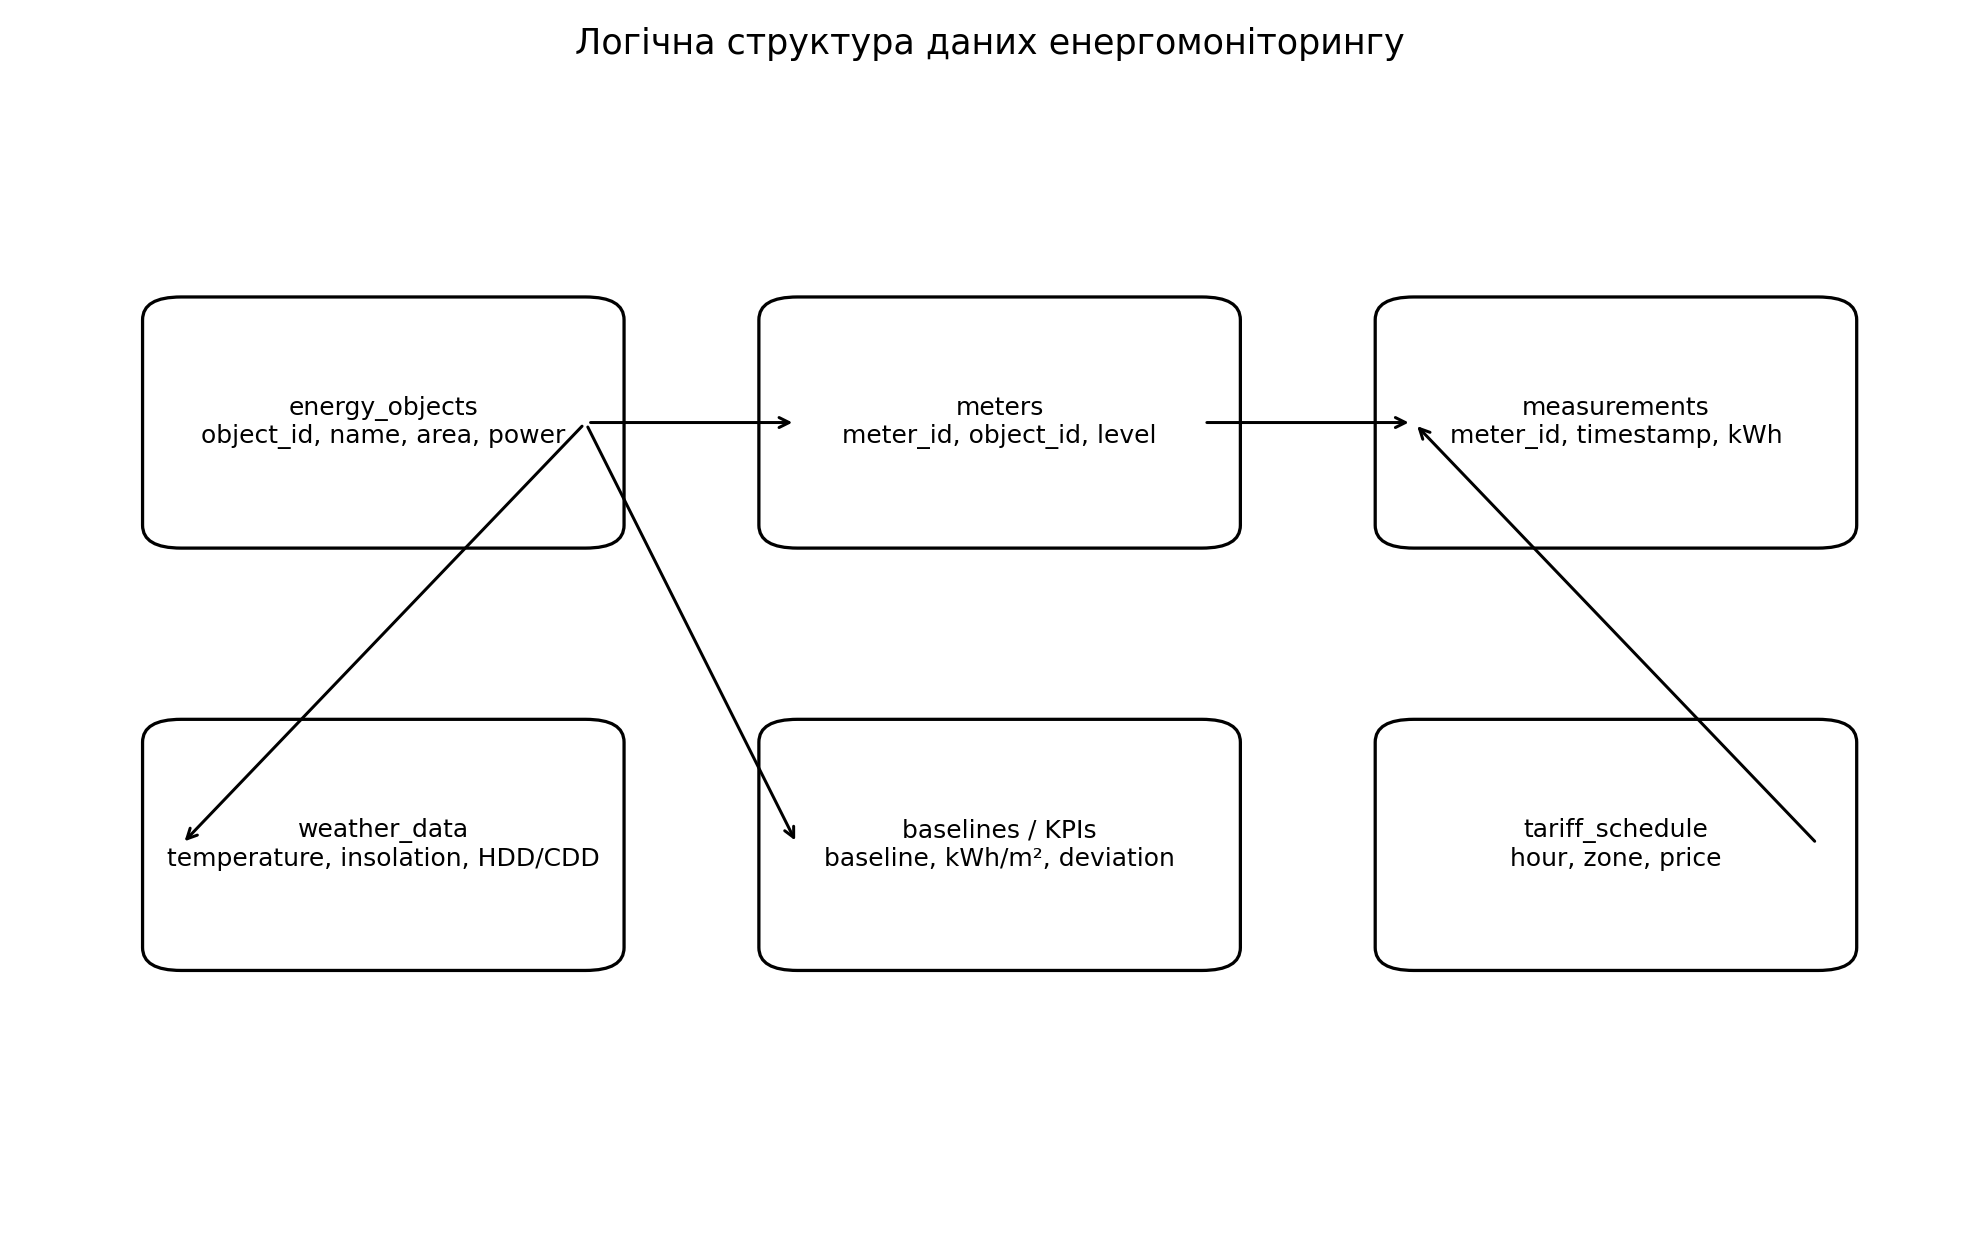 Логічна структура даних енергомоніторингу
energy_objects
object_id, name, area, power
meters
meter_id, object_id, level
measurements
meter_id, timestamp, kWh
weather_data
temperature, insolation, HDD/CDD
baselines / KPIs
baseline, kWh/m², deviation
tariff_schedule
hour, zone, price